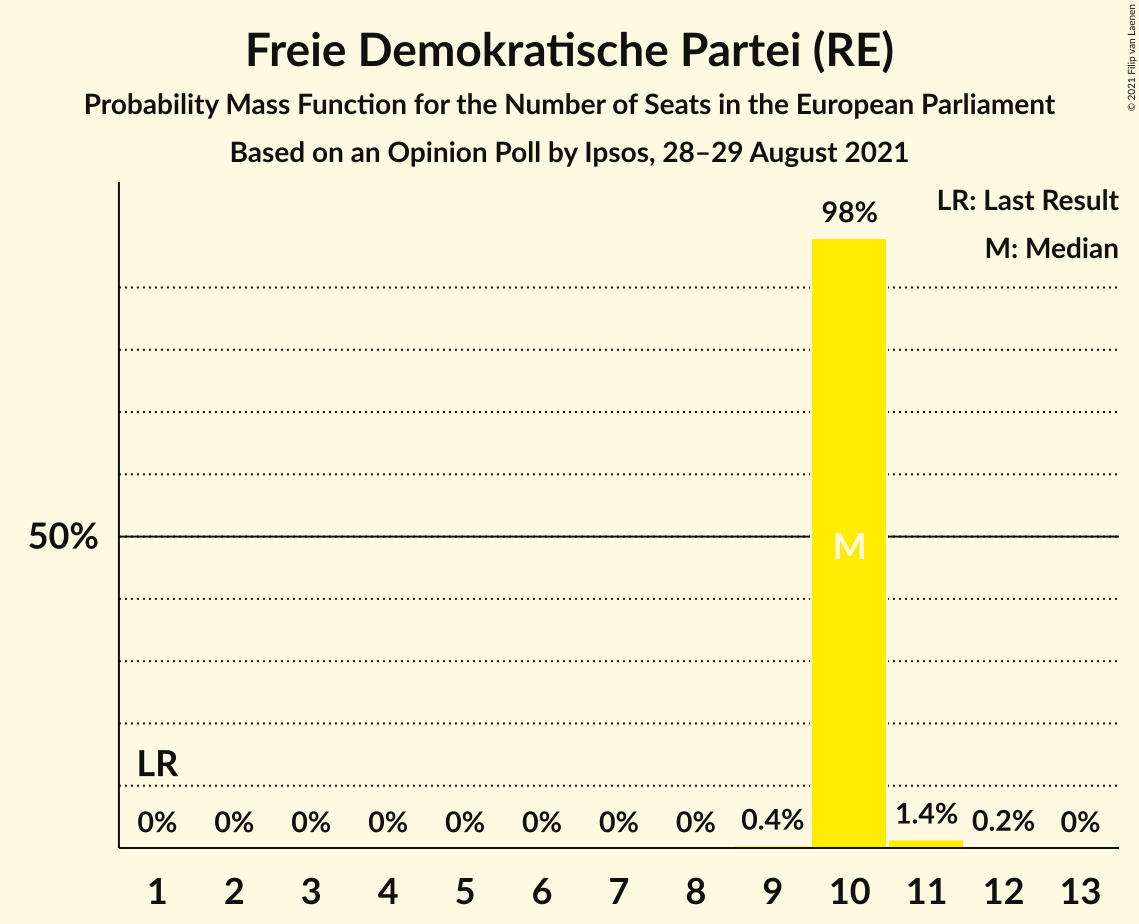 Freie Demokratische Partei (RE)
Probability Mass Function for the Number of Seats in the European Parliament
Based on an Opinion Poll by Ipsos, 28–29 August 2021
© 2021 Filip van Laenen
LR: Last Result
M: Median
98%
50%
M
LR
0% 0% 0% 0% 0% 0% 0% 0% 0.4% 1.4% 0.2% 0%
1 2 3 4 5 6 7 8 9 10 11 12 13